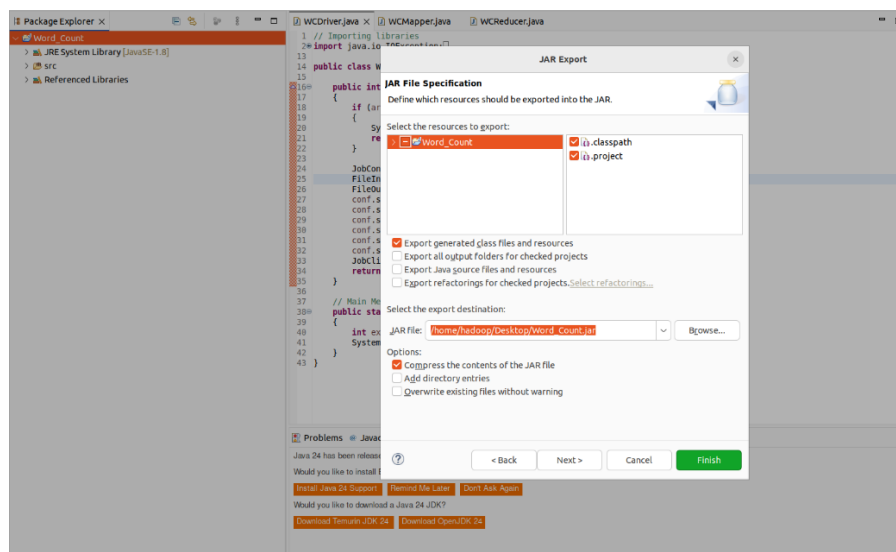 Package Explorer ×
WCDriver.java ×
WCMapper.java
WCReducer.java
Word_Count
JRE System Library [JavaSE-1.8]
src
Referenced Libraries
1 // Importing libraries
2 import java.io.IOException;
13
14 public class W
15
16 public int
17 {
18 if (ar
19 {
20 Sy
21 re
22 }
23
24 JobCon
25 FileIn
26 FileOu
27 conf.s
28 conf.s
29 conf.s
30 conf.s
31 conf.s
32 conf.s
33 JobCli
34 return
35 }
36
37 // Main Me
38 public sta
39 {
40 int ex
41 System
42 }
43 }
JAR Export
JAR File Specification
Define which resources should be exported into the JAR.
Select the resources to export:
Word_Count
.classpath
.project
Export generated class files and resources
Export all output folders for checked projects
Export Java source files and resources
Export refactorings for checked projects. Select refactorings...
Select the export destination:
JAR file: /home/hadoop/Desktop/Word_Count.jar
Browse...
Options:
Compress the contents of the JAR file
Add directory entries
Overwrite existing files without warning
< Back
Next >
Cancel
Finish
Problems
Javad
Java 24 has been release
Would you like to install E
Install Java 24 Support
Remind Me Later
Don't Ask Again
Would you like to download a Java 24 JDK?
Download Temurin JDK 24
Download OpenJDK 24